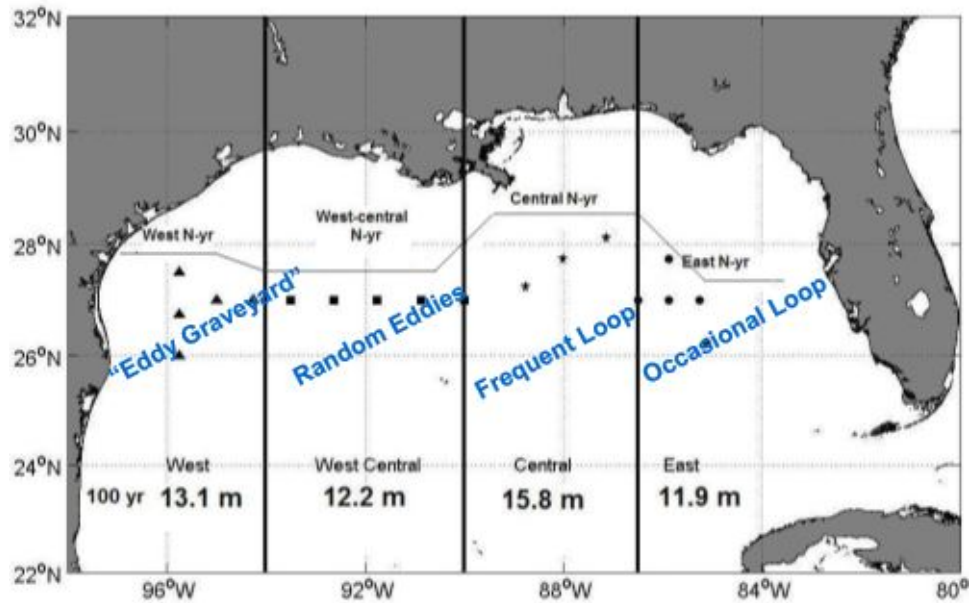 32°N
30°N
28°N
26°N
24°N
22°N
West N-yr
West-central
N-yr
Central N-yr
East N-yr
"Eddy Graveyard"
Random Eddies
Frequent Loop
Occasional Loop
West
West Central
Central
East
100 yr 13.1 m
12.2 m
15.8 m
11.9 m
96°W
92°W
88°W
84°W
80°